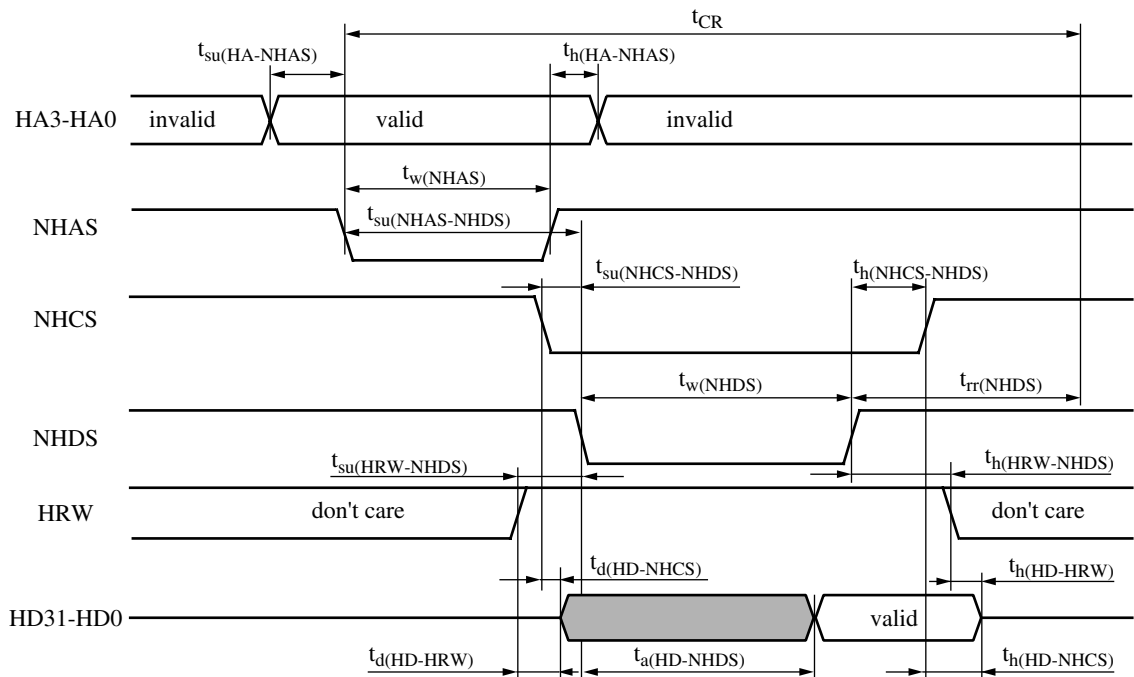 tCR
tsu(HA-NHAS)
th(HA-NHAS)
HA3-HA0
invalid
valid
invalid
tw(NHAS)
NHAS
tsu(NHAS-NHDS)
tsu(NHCS-NHDS)
th(NHCS-NHDS)
NHCS
tw(NHDS)
trr(NHDS)
NHDS
tsu(HRW-NHDS)
th(HRW-NHDS)
HRW
don't care
don't care
td(HD-NHCS)
th(HD-HRW)
HD31-HD0
valid
td(HD-HRW)
ta(HD-NHDS)
th(HD-NHCS)